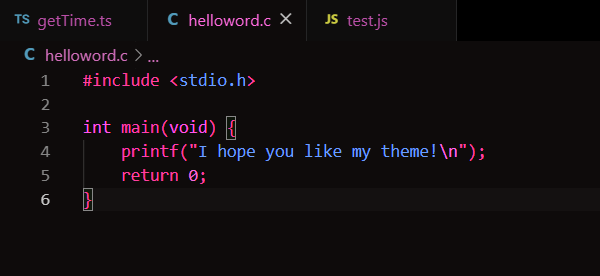 TS getTime.ts C helloword.c × JS test.js
C helloword.c > ...
1 #include <stdio.h>
2
3 int main(void) {
4 printf("I hope you like my theme!\n");
5 return 0;
6 }